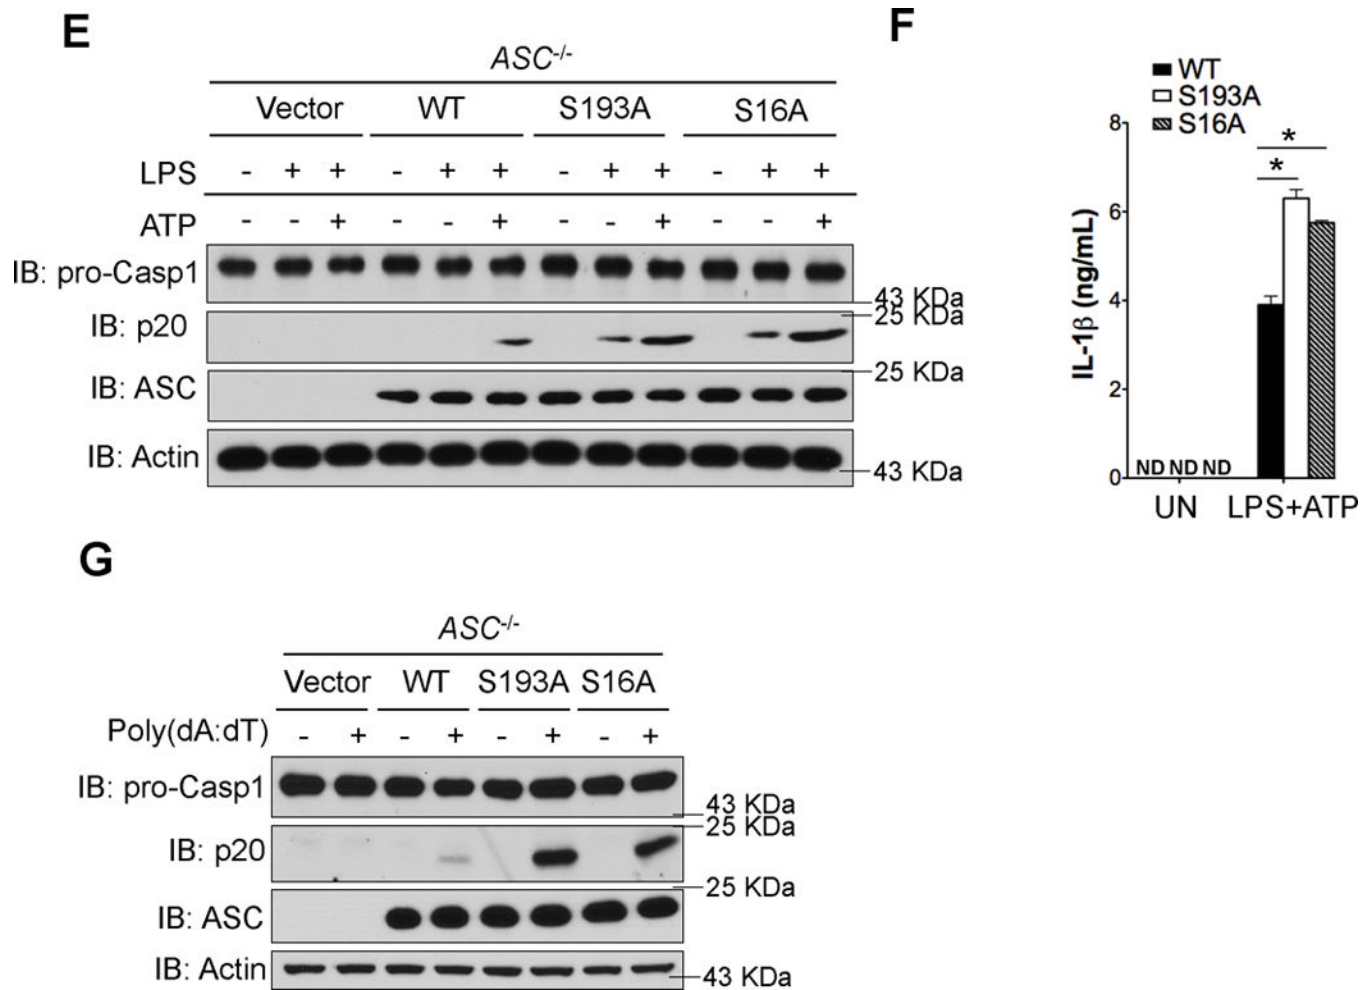 E
ASC-/-
Vector WT S193A S16A
LPS - + + - + + - + + - + +
ATP - - + - - + - - + - - +
IB: pro-Casp1
43 KDa
25 KDa
IB: p20
25 KDa
IB: ASC
IB: Actin
43 KDa
F
WT
S193A
S16A
8
6
4
2
0
IL-1β (ng/mL)
* 
*
ND ND ND
UN LPS+ATP
G
ASC-/-
Vector WT S193A S16A
Poly(dA:dT) - + - + - + - +
IB: pro-Casp1
43 KDa
25 KDa
IB: p20
25 KDa
IB: ASC
IB: Actin
43 KDa